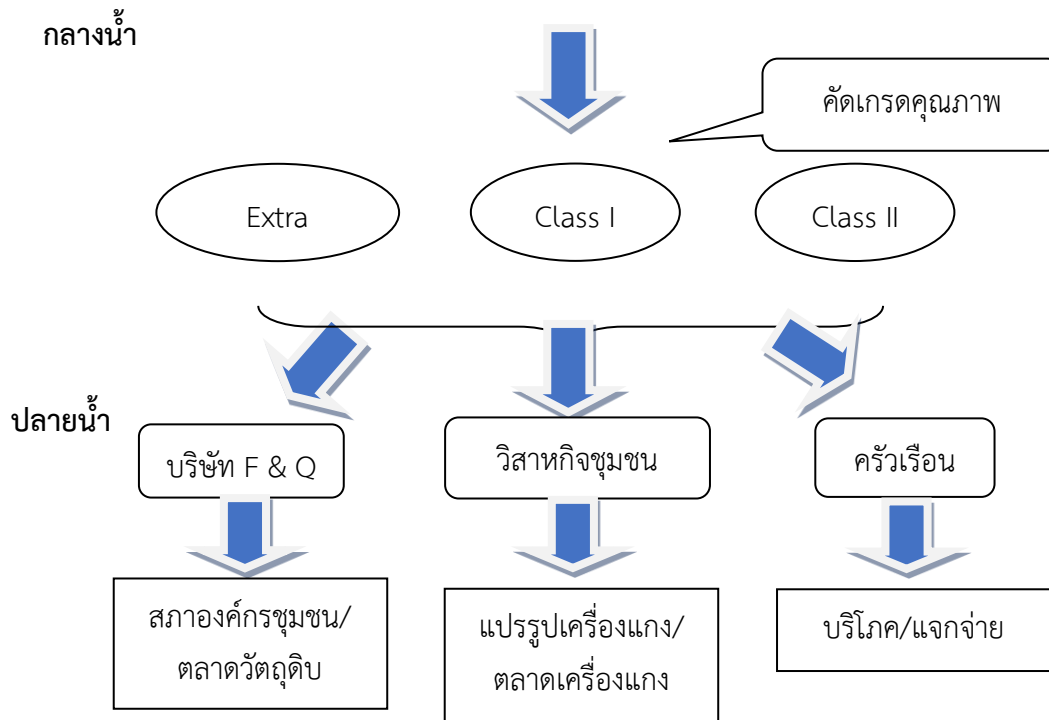 กลางน้ำ
คัดเกรดคุณภาพ
Extra
Class I
Class II
ปลายน้ำ
บริษัท F & Q
วิสาหกิจชุมชน
ครัวเรือน
สภาองค์กรชุมชน/
ตลาดวัตถุดิบ
แปรรูปเครื่องแกง/
ตลาดเครื่องแกง
บริโภค/แจกจ่าย